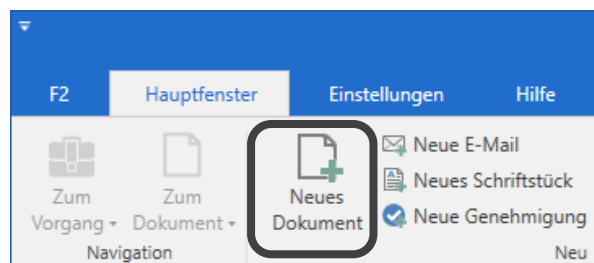 F2 Hauptfenster Einstellungen Hilfe
Zum Vorgang
Zum Dokument
Neues Dokument
Neue E-Mail
Neues Schriftstück
Neue Genehmigung
Navigation
Neu